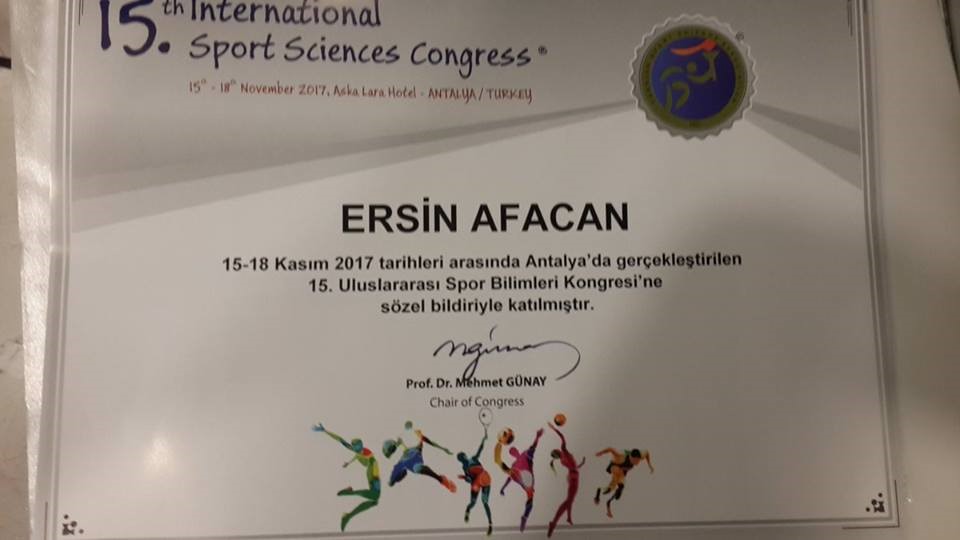 15.th International
Sport Sciences Congress®
15th - 18th November 2017, Aska Lara Hotel - ANTALYA / TURKEY
ERSİN AFACAN
15-18 Kasım 2017 tarihleri arasında Antalya'da gerçekleştirilen
15. Uluslararası Spor Bilimleri Kongresi'ne
sözel bildiriyle katılmıştır.
Prof. Dr. Mehmet GÜNAY
Chair of Congress